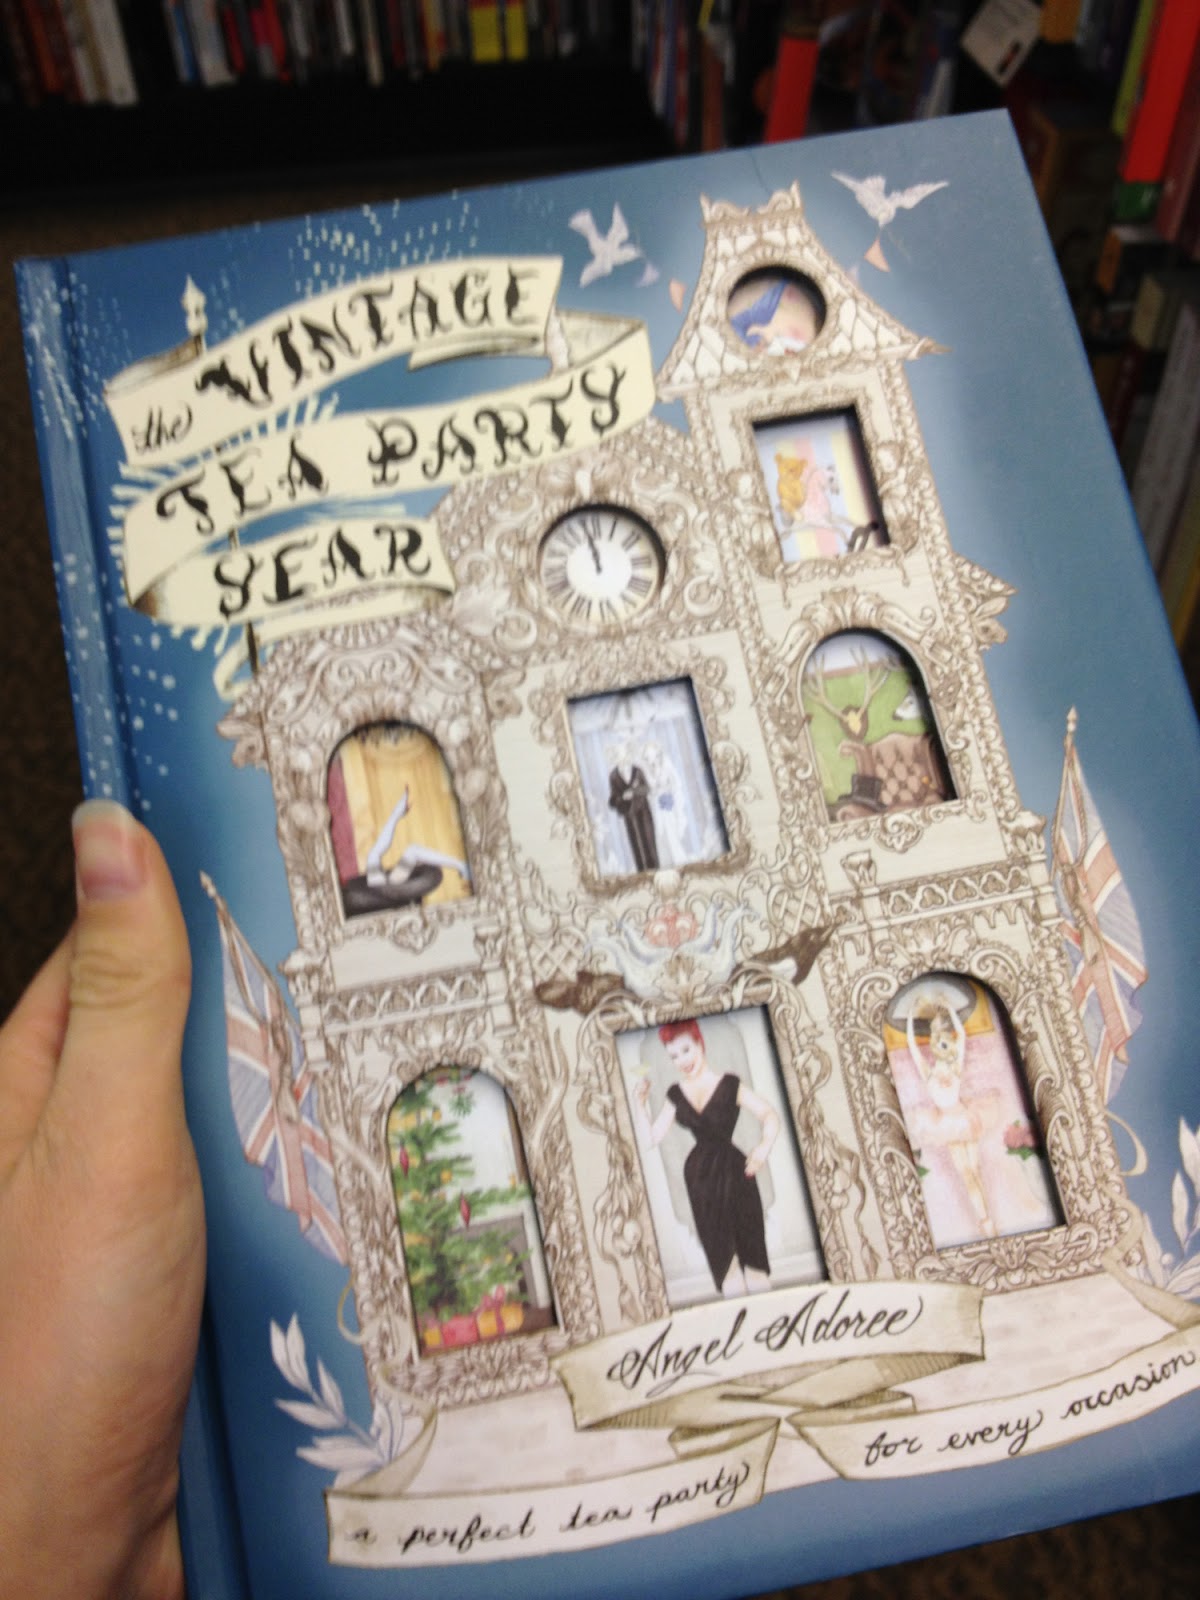 the VINTAGE
TEA PARTY
YEAR
Angel Adoree
a perfect tea party
for every occasion